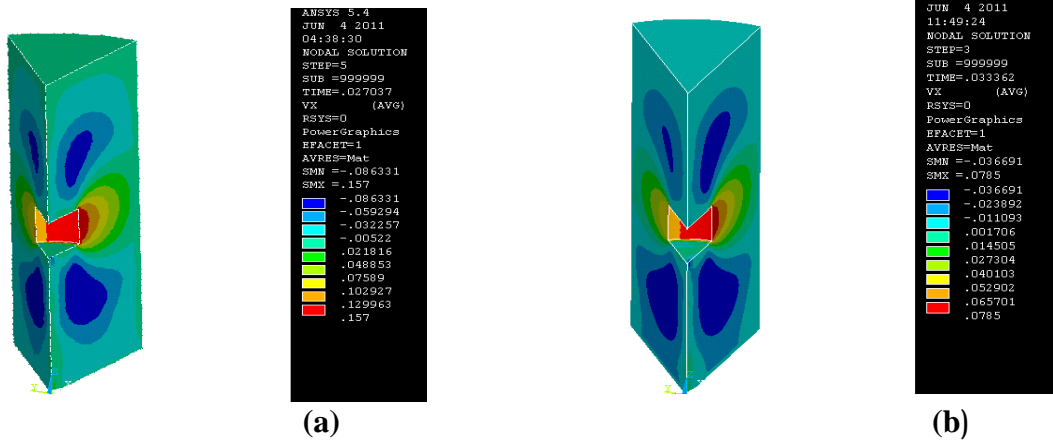 ANSYS 5.4
JUN 4 2011
04:38:30
NODAL SOLUTION
STEP=5
SUB =999999
TIME=.027037
VX (AVG)
RSYS=0
PowerGraphics
EFACET=1
AVRES=Mat
SMN =-.086331
SMX =.157
-.086331
-.059294
-.032257
-.00522
.021816
.048853
.07589
.102927
.129963
.157
Y
X
(a)
JUN 4 2011
11:49:24
NODAL SOLUTION
STEP=3
SUB =999999
TIME=.033362
VX (AVG)
RSYS=0
PowerGraphics
EFACET=1
AVRES=Mat
SMN =-.036691
SMX =.0785
-.036691
-.023892
-.011093
.001706
.014505
.027304
.040103
.052902
.065701
.0785
Y
X
(b)